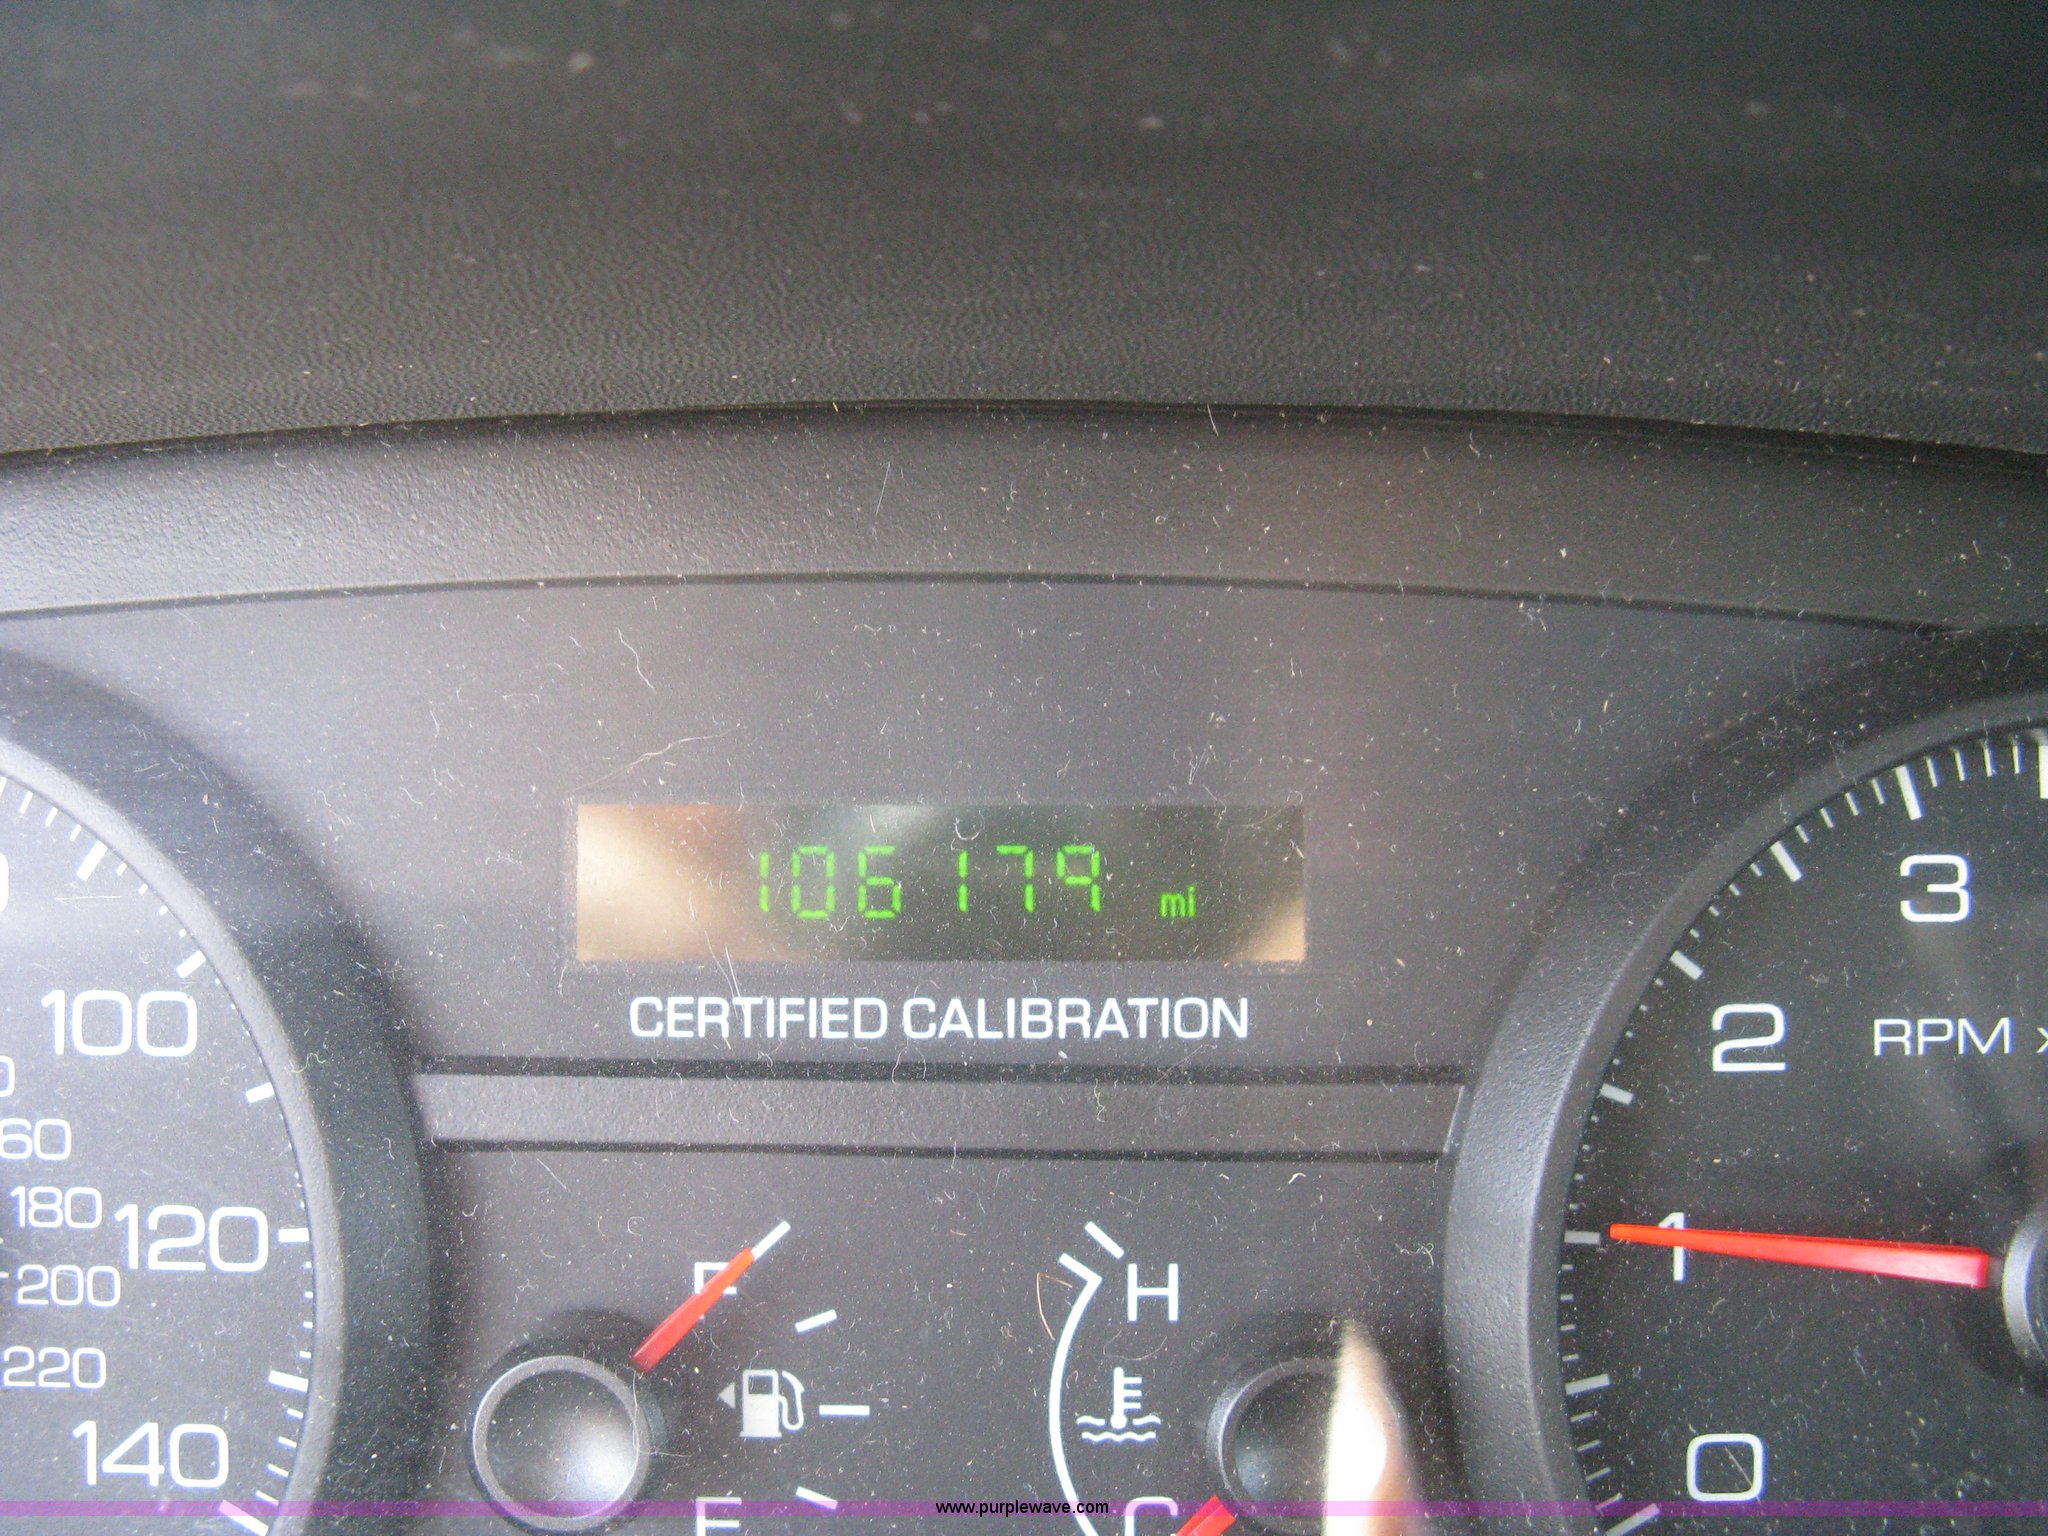 106179 mi
CERTIFIED CALIBRATION
100
60
180
120
200
220
140
F
E
H
C
3
2
RPM x
1
0
www.purplewave.com